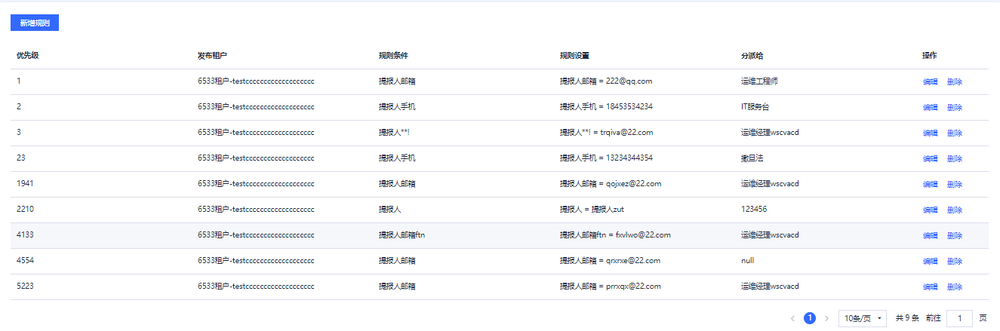 新增规则
优先级 发布租户 规则条件 规则设置 分派给 操作
1 6533租户-testccccccccccccccccccc 提报人邮箱 提报人邮箱 = 222@qq.com 运维工程师 编辑 删除
2 6533租户-testccccccccccccccccccc 提报人手机 提报人手机 = 18453534234 IT服务台 编辑 删除
3 6533租户-testccccccccccccccccccc 提报人**! 提报人**! = trqiva@22.com 运维经理wscvacd 编辑 删除
23 6533租户-testccccccccccccccccccc 提报人手机 提报人手机 = 13234344354 撒旦法 编辑 删除
1941 6533租户-testccccccccccccccccccc 提报人邮箱 提报人邮箱 = qojxez@22.com 运维经理wscvacd 编辑 删除
2210 6533租户-testccccccccccccccccccc 提报人 提报人 = 提报人zut 123456 编辑 删除
4133 6533租户-testccccccccccccccccccc 提报人邮箱ftn 提报人邮箱ftn = fxvlwo@22.com 运维经理wscvacd 编辑 删除
4554 6533租户-testccccccccccccccccccc 提报人邮箱 提报人邮箱 = qrxrxe@22.com null 编辑 删除
5223 6533租户-testccccccccccccccccccc 提报人邮箱 提报人邮箱 = prrxqx@22.com 运维经理wscvacd 编辑 删除
1 10条/页 共 9 条 前往 1 页